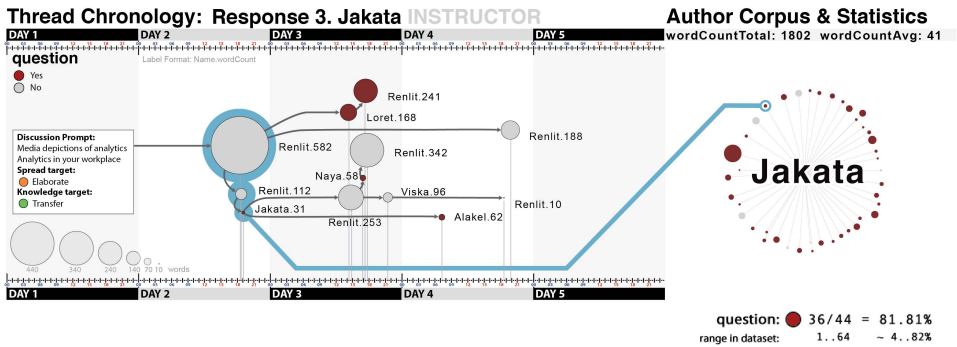 Thread Chronology: Response 3. Jakata INSTRUCTOR
Author Corpus & Statistics
DAY 1 DAY 2 DAY 3 DAY 4 DAY 5
wordCountTotal: 1802 wordCountAvg: 41
question
Yes
No
Label Format: Name.wordCount
Renlit.241
Loret.168
Renlit.188
Renlit.582
Renlit.342
Discussion Prompt:
Media depictions of analytics
Analytics in your workplace
Spread target:
Elaborate
Knowledge target:
Transfer
Naya.58
Renlit.112
Viska.96
Renlit.10
Jakata.31
Alakel.62
Renlit.253
Jakata
440 340 240 140 70 10 words
DAY 1 DAY 2 DAY 3 DAY 4 DAY 5
question: 36/44 = 81.81%
range in dataset: 1..64 ~ 4..82%